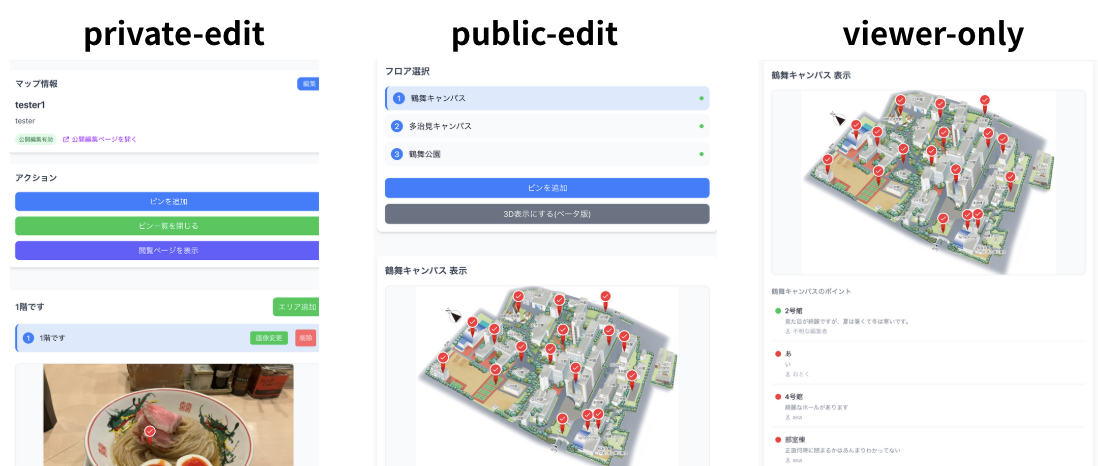 private-edit
マップ情報
編集
tester1
tester
公開編集有効
公開編集ページを開く
アクション
ピンを追加
ピン一覧を閉じる
閲覧ページを表示
1階です
エリア追加
1
1階です
画像変更
削除
public-edit
フロア選択
1
鶴舞キャンパス
2
多治見キャンパス
3
鶴舞公園
ピンを追加
3D表示にする(ベータ版)
鶴舞キャンパス 表示
viewer-only
鶴舞キャンパス 表示
鶴舞キャンパスのポイント
2号館
見た目が綺麗ですが、夏は暑くて冬は寒いです。
不明な編集者
あ
い
おとく
4号館
綺麗なホールがあります
asa
部室棟
正直何時に閉まるかはあんまりわかってない
asa